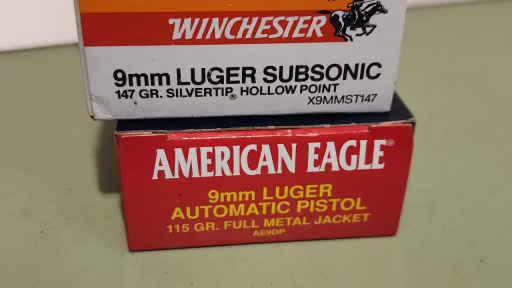 WINCHESTER
9mm LUGER SUBSONIC
147 GR. SILVERTIP HOLLOW POINT
X9MMST147
AMERICAN EAGLE®
9mm LUGER
AUTOMATIC PISTOL
115 GR. FULL METAL JACKET
AE9DP